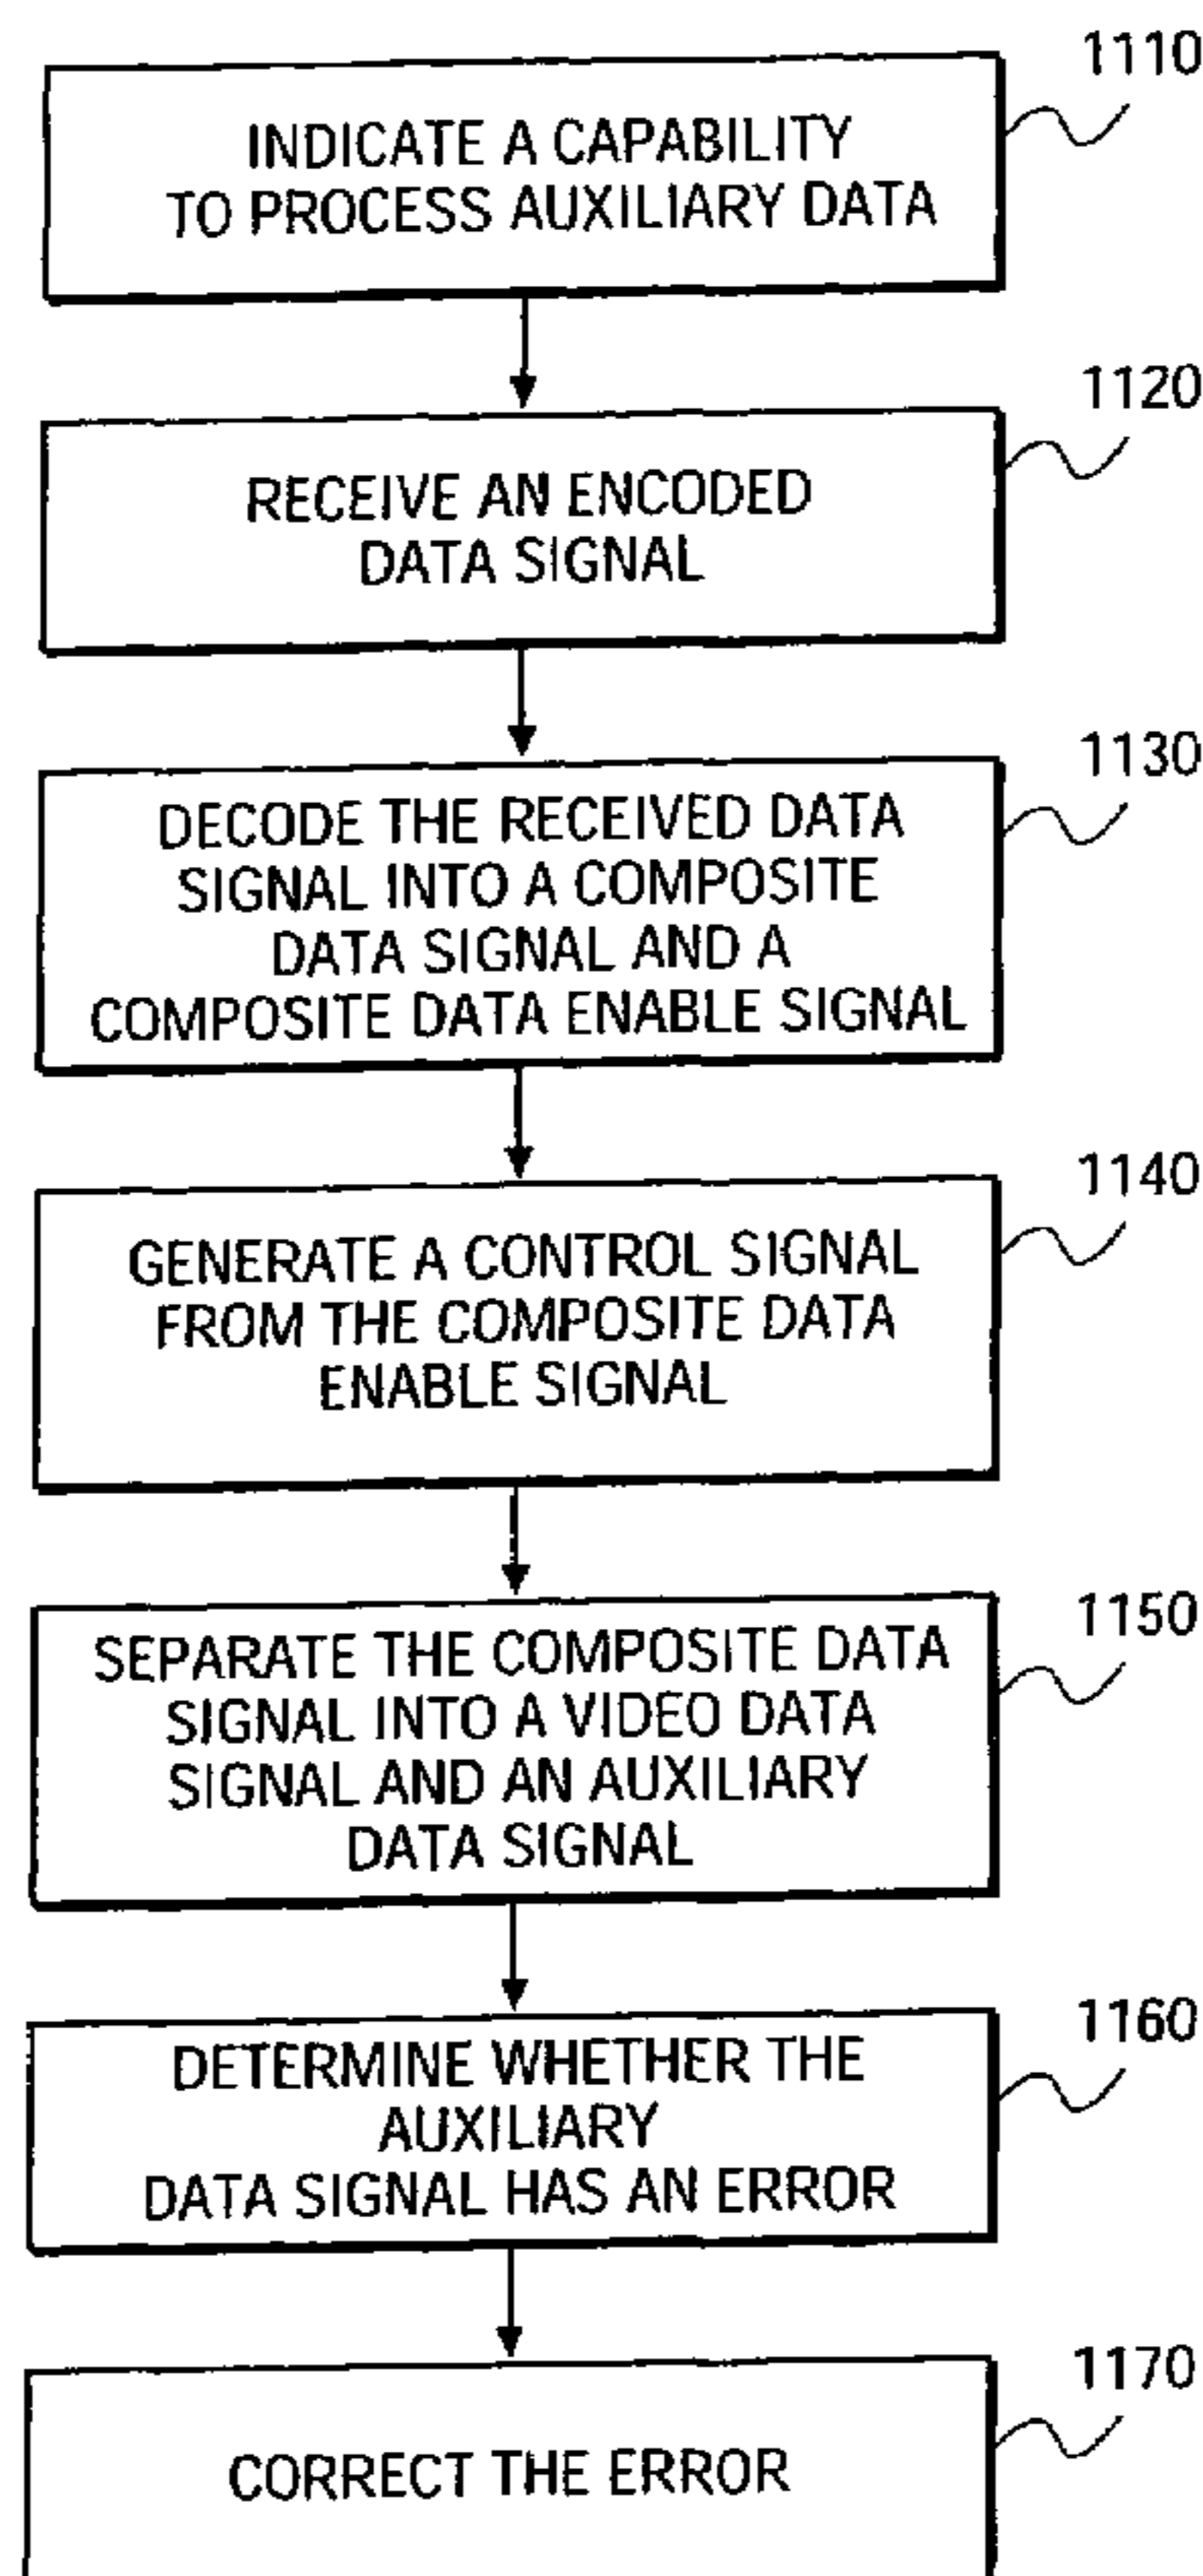 1110
INDICATE A CAPABILITY
TO PROCESS AUXILIARY DATA
1120
RECEIVE AN ENCODED
DATA SIGNAL
1130
DECODE THE RECEIVED DATA
SIGNAL INTO A COMPOSITE
DATA SIGNAL AND A
COMPOSITE DATA ENABLE SIGNAL
1140
GENERATE A CONTROL SIGNAL
FROM THE COMPOSITE DATA
ENABLE SIGNAL
1150
SEPARATE THE COMPOSITE DATA
SIGNAL INTO A VIDEO DATA
SIGNAL AND AN AUXILIARY
DATA SIGNAL
1160
DETERMINE WHETHER THE
AUXILIARY
DATA SIGNAL HAS AN ERROR
1170
CORRECT THE ERROR